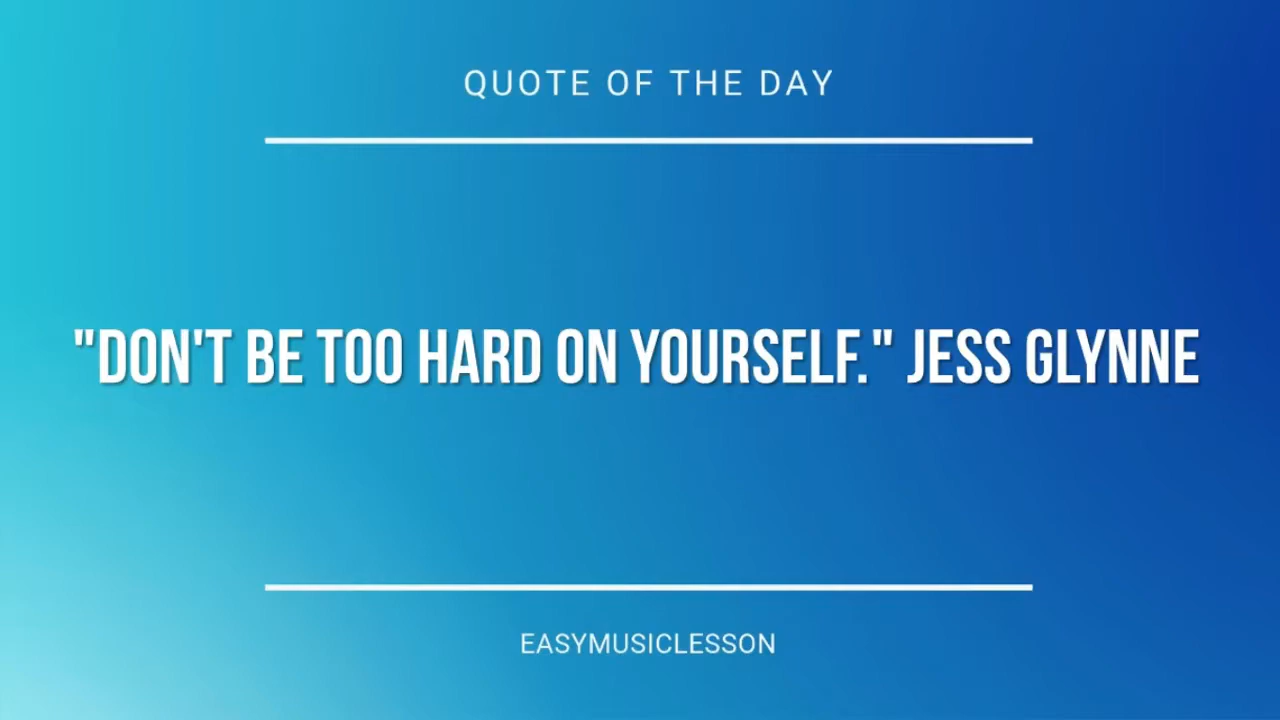 QUOTE OF THE DAY
"DON'T BE TOO HARD ON YOURSELF." JESS GLYNNE
EASYMUSICLESSON